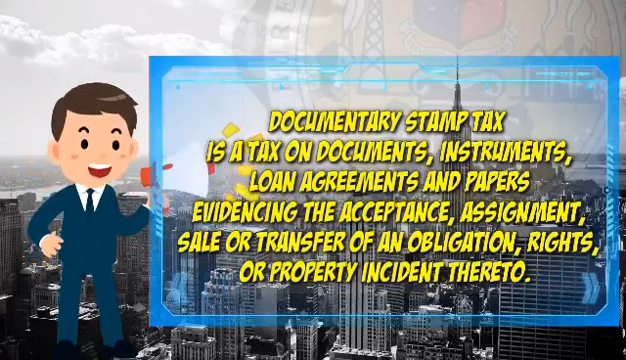 DOCUMENTARY STAMP TAX
IS A TAX ON DOCUMENTS, INSTRUMENTS,
LOAN AGREEMENTS AND PAPERS
EVIDENCING THE ACCEPTANCE, ASSIGNMENT,
SALE OR TRANSFER OF AN OBLIGATION, RIGHTS,
OR PROPERTY INCIDENT THERETO.